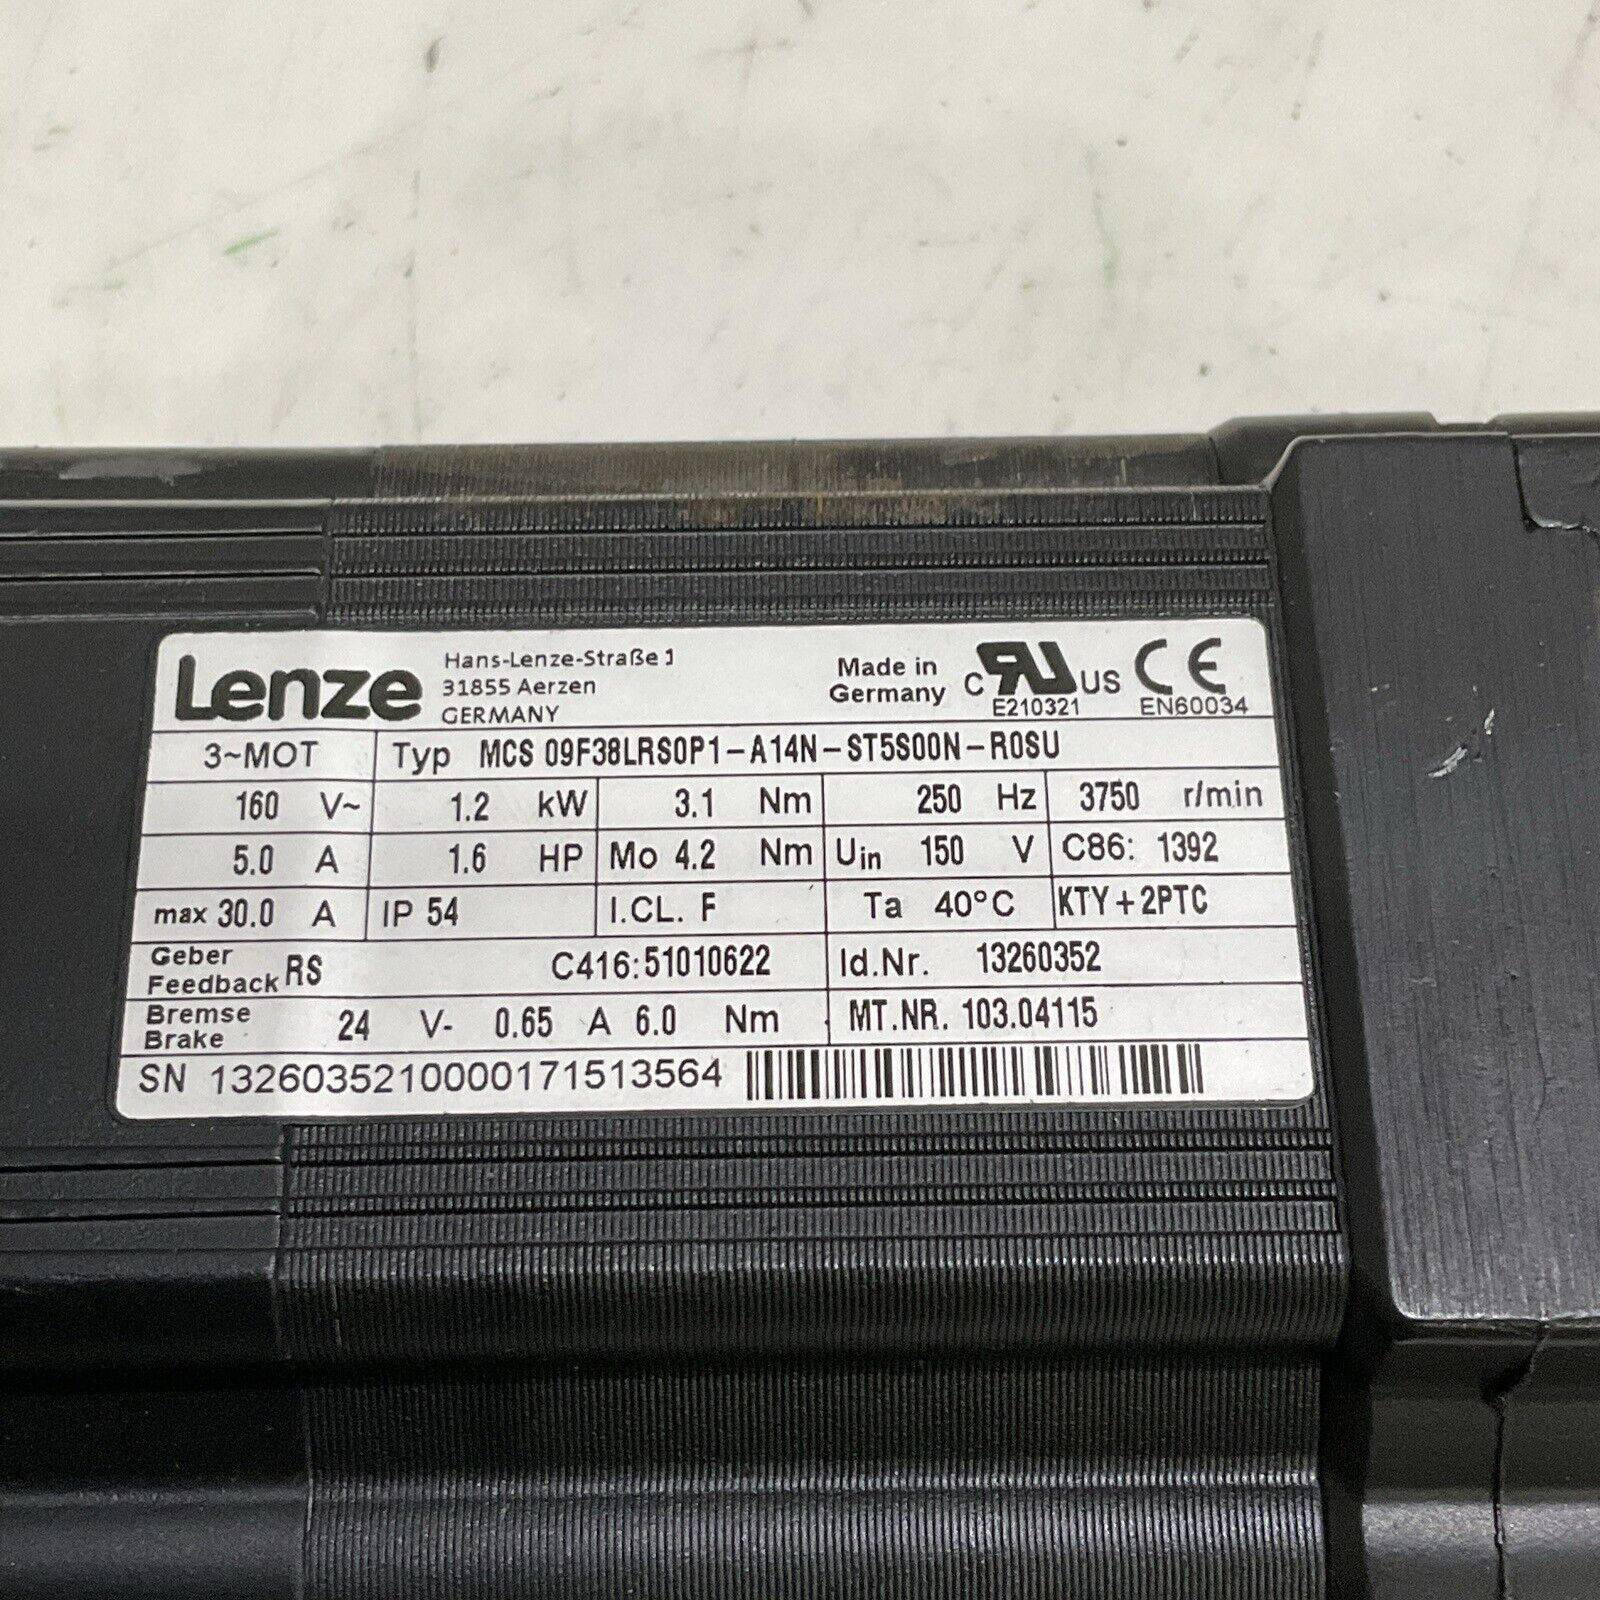 Lenze Hans-Lenze-Straße 1
31855 Aerzen
GERMANY
Made in
Germany
C UR US CE
E210321 EN60034
3~MOT Typ MCS 09F38LRS0P1-A14N-ST5S00N-R0SU
160 V~ 1.2 kW 3.1 Nm 250 Hz 3750 r/min
5.0 A 1.6 HP Mo 4.2 Nm Uin 150 V C86: 1392
max 30.0 A IP 54 I.CL. F Ta 40°C KTY+2PTC
Geber
Feedback RS C416:51010622 Id.Nr. 13260352
Bremse
Brake 24 V- 0.65 A 6.0 Nm MT.NR. 103.04115
SN 1326035210000171513564